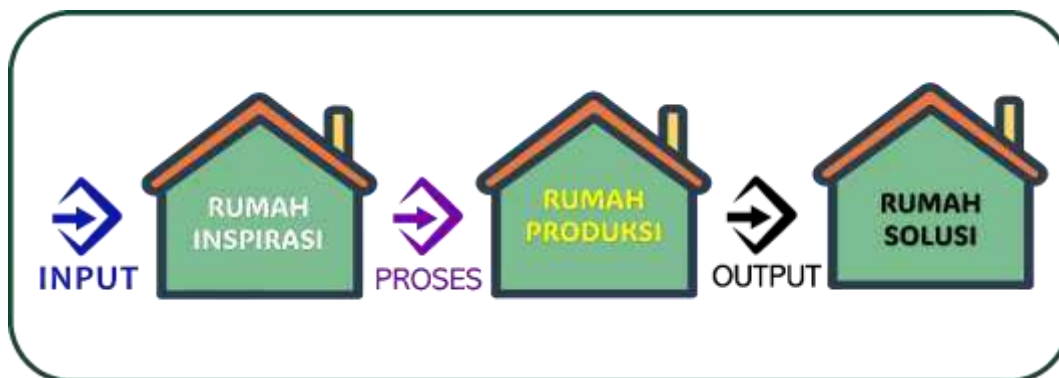 INPUT
RUMAH
INSPIRASI
PROSES
RUMAH
PRODUKSI
OUTPUT
RUMAH
SOLUSI